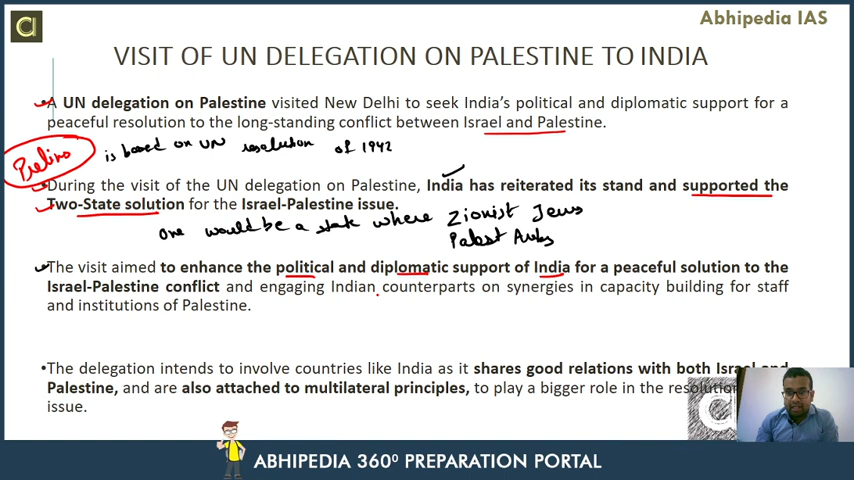 Abhipedia IAS
VISIT OF UN DELEGATION ON PALESTINE TO INDIA
A UN delegation on Palestine visited New Delhi to seek India's political and diplomatic support for a
peaceful resolution to the long-standing conflict between Israel and Palestine.
Prelims
is based on UN resolution of 1942
During the visit of the UN delegation on Palestine, India has reiterated its stand and supported the
Two-State solution for the Israel-Palestine issue.
one would be a state where Zionist Jews
Palest Arabs
The visit aimed to enhance the political and diplomatic support of India for a peaceful solution to the
Israel-Palestine conflict and engaging Indian counterparts on synergies in capacity building for staff
and institutions of Palestine.
•The delegation intends to involve countries like India as it shares good relations with both Israel and
Palestine, and are also attached to multilateral principles, to play a bigger role in the resolution
issue.
ABHIPEDIA 360⁰ PREPARATION PORTAL